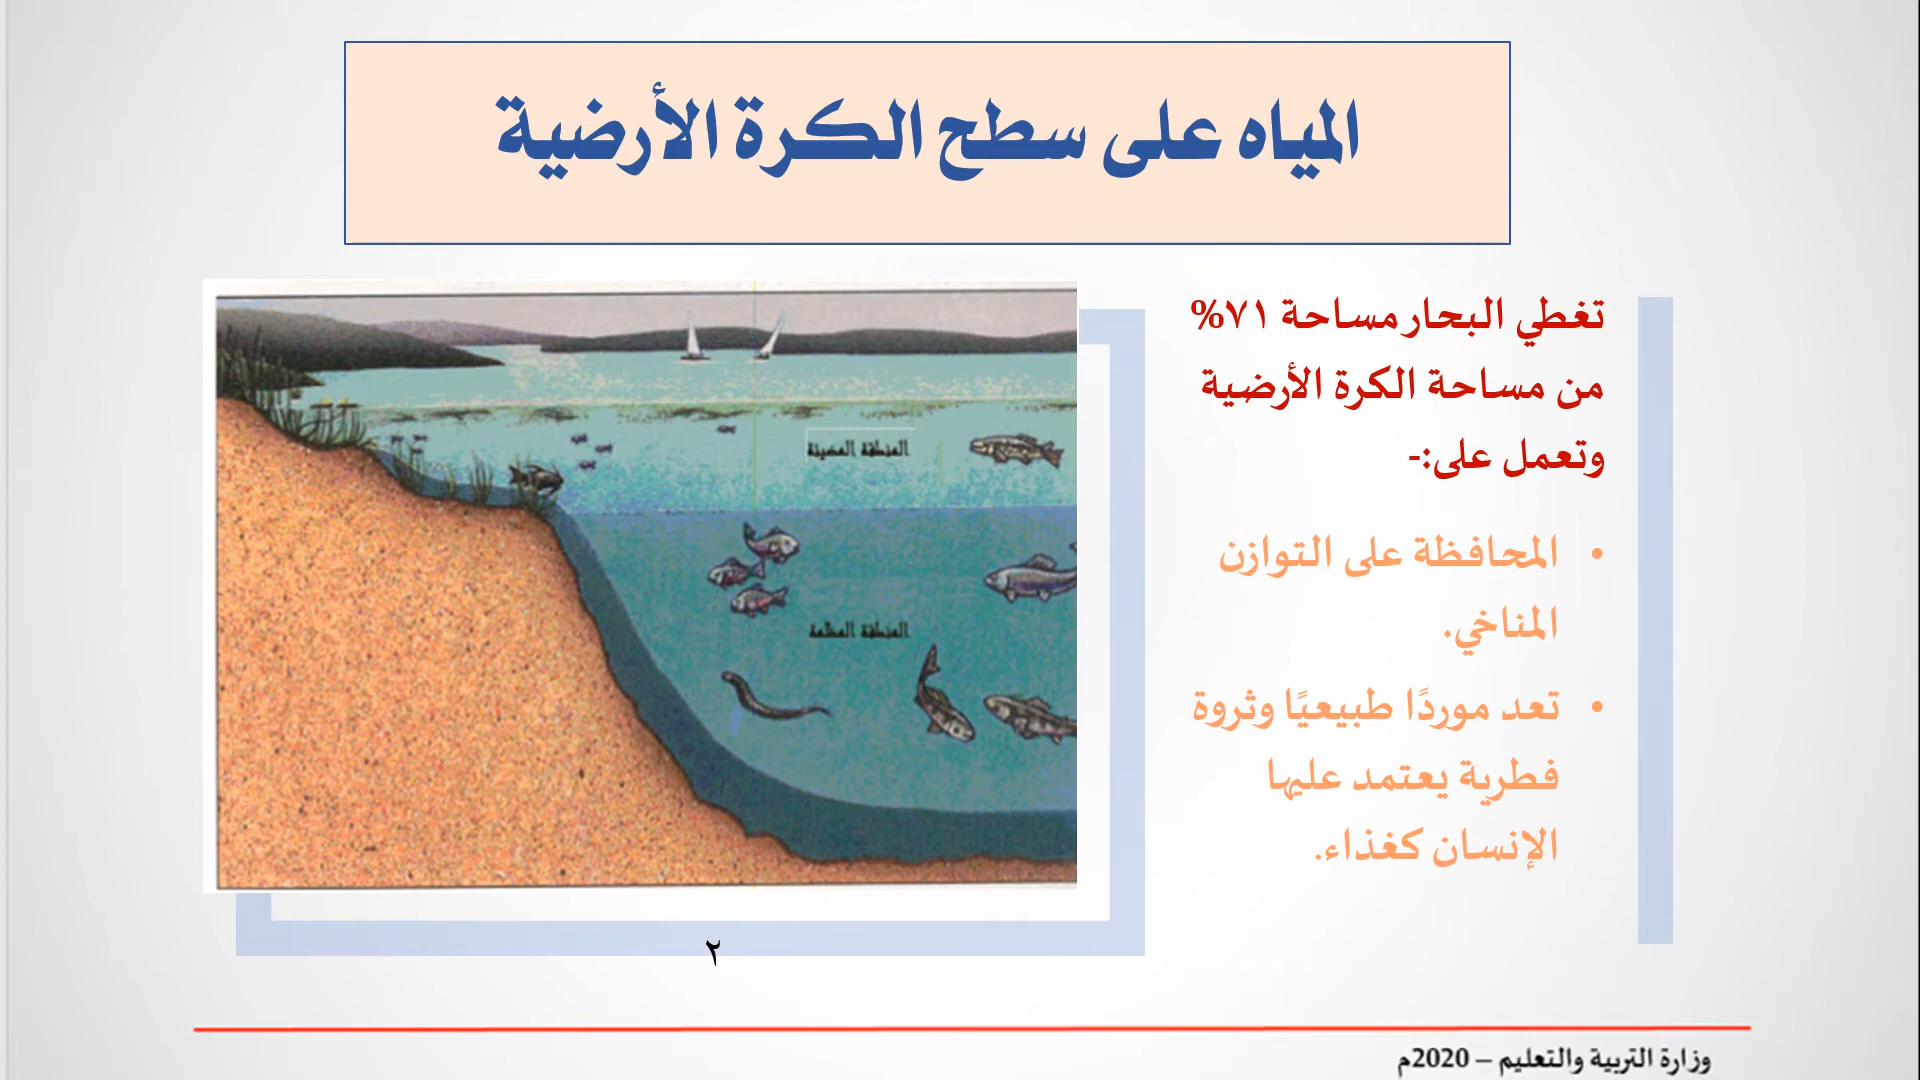 المياه على سطح الكرة الأرضية
تغطي البحار مساحة ٧١%
من مساحة الكرة الأرضية
وتعمل على:-
• المحافظة على التوازن
المناخي.
• تعد موردًا طبيعيًا وثروة
فطرية يعتمد عليها
الإنسان كغذاء.
المنطقة المضيئة
المنطقة المظلمة
٢
وزارة التربية والتعليم – 2020م